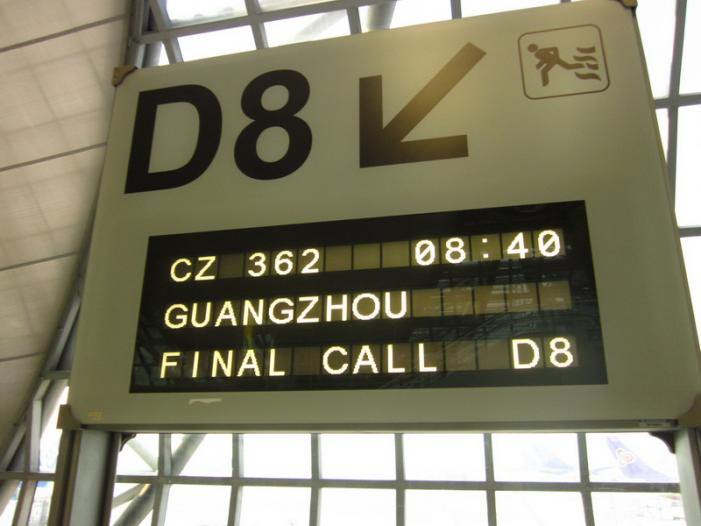 D8
CZ 362 08:40
GUANGZHOU
FINAL CALL D8